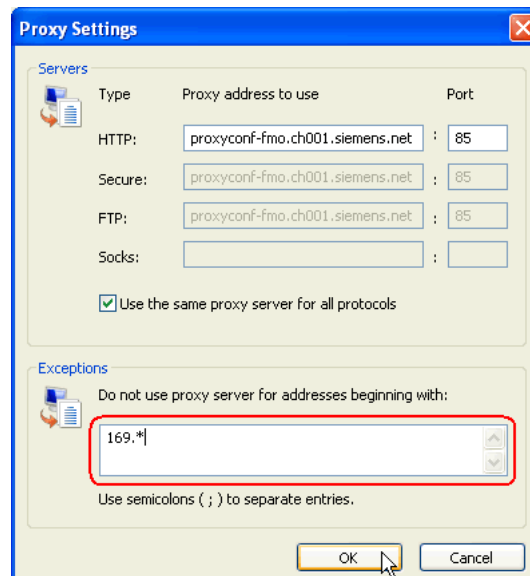 Proxy Settings
Servers
Type Proxy address to use Port
HTTP: proxyconf-fmo.ch001.siemens.net : 85
Secure: proxyconf-fmo.ch001.siemens.net : 85
FTP: proxyconf-fmo.ch001.siemens.net : 85
Socks: :
Use the same proxy server for all protocols
Exceptions
Do not use proxy server for addresses beginning with:
169.*
Use semicolons ( ; ) to separate entries.
OK Cancel